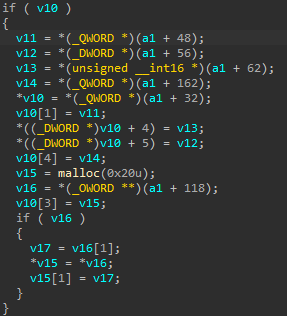 if ( v10 )
{
v11 = *(_QWORD *)(a1 + 48);
v12 = *(_DWORD *)(a1 + 56);
v13 = *(unsigned __int16 *)(a1 + 62);
v14 = *(_QWORD *)(a1 + 162);
*v10 = *(_QWORD *)(a1 + 32);
v10[1] = v11;
*((_DWORD *)v10 + 4) = v13;
*((_DWORD *)v10 + 5) = v12;
v10[4] = v14;
v15 = malloc(0x20u);
v16 = *(_OWORD **)(a1 + 118);
v10[3] = v15;
if ( v16 )
{
v17 = v16[1];
*v15 = *v16;
v15[1] = v17;
}
}